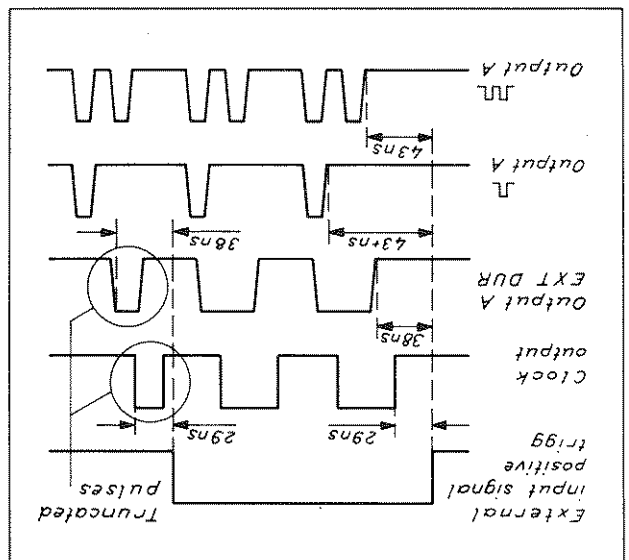 External
input signal
positive
trigg
Truncated
pulses
29ns
29ns
Clock
output
38ns
Output A
EXT DUR
43+ns
38ns
Output A
43ns
Output A